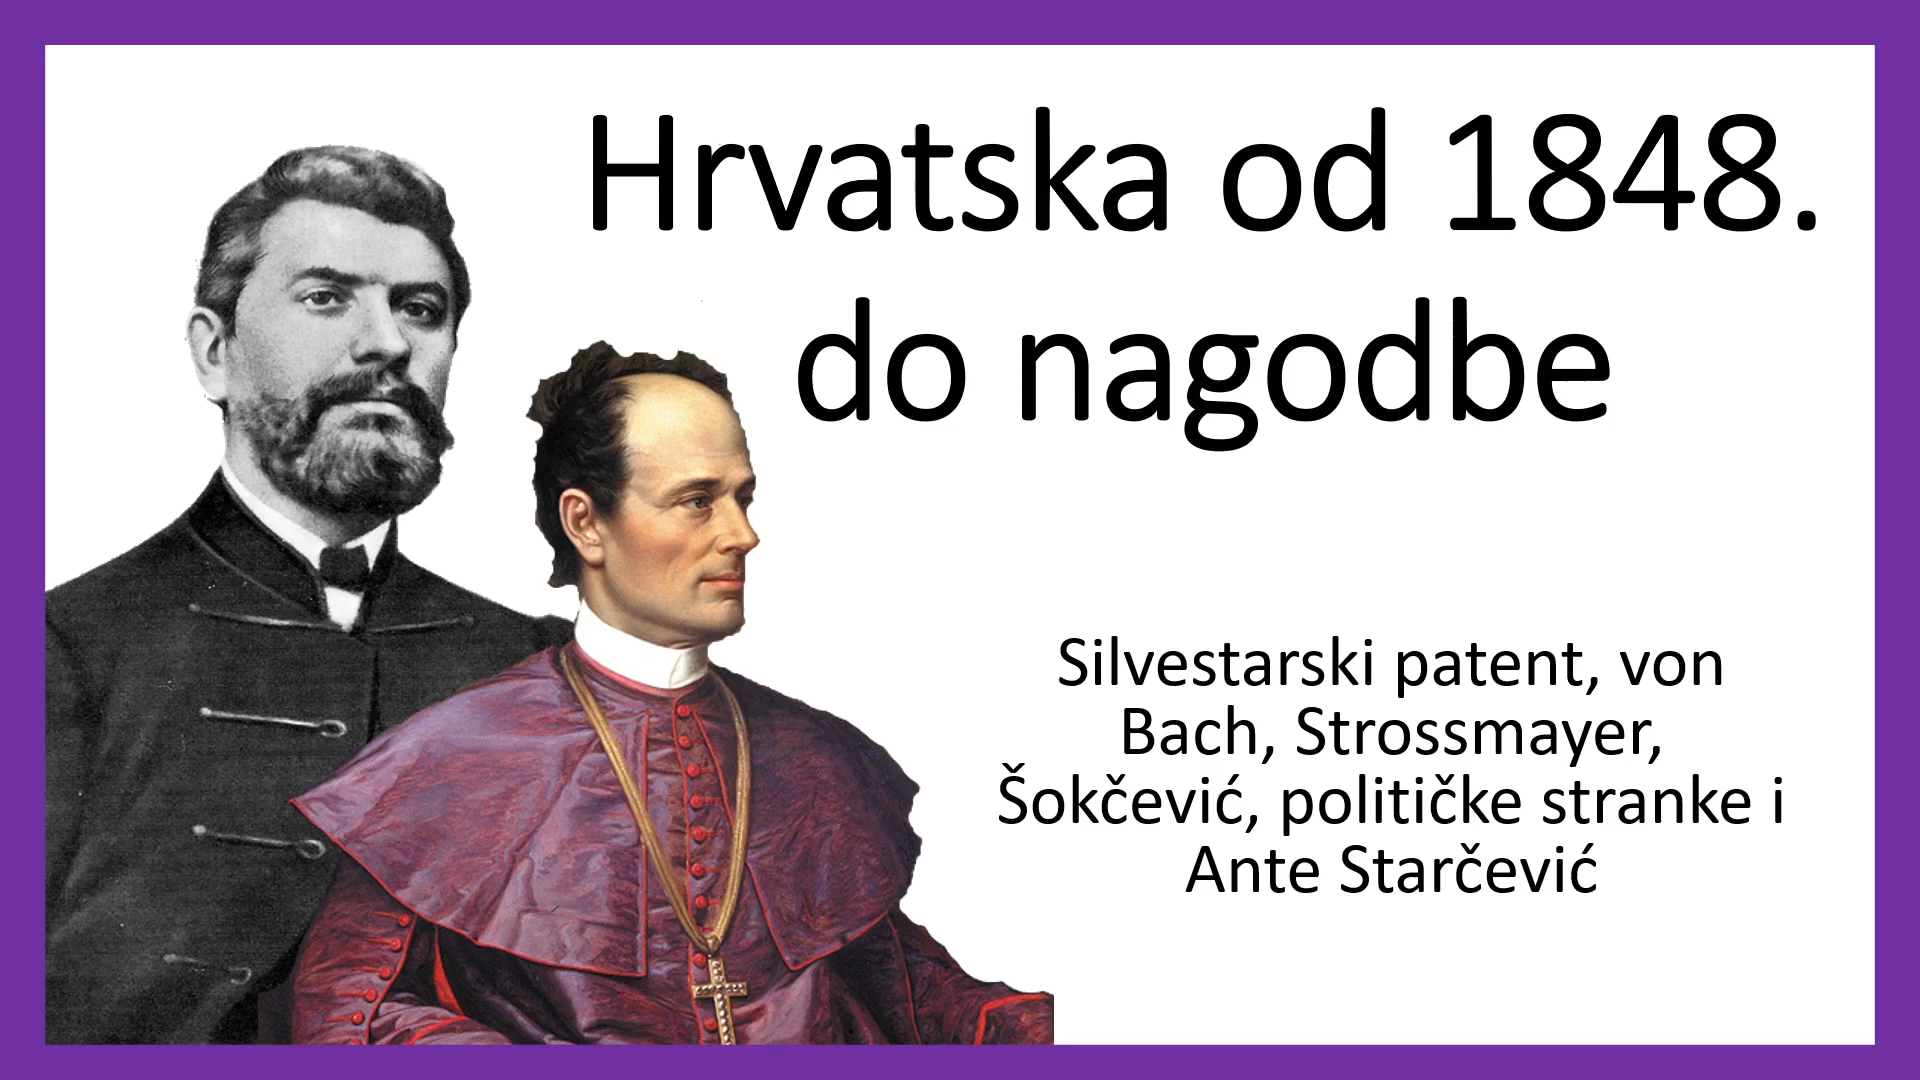 Hrvatska od 1848.
do nagodbe
Silvestarski patent, von
Bach, Strossmayer,
Šokčević, političke stranke i
Ante Starčević